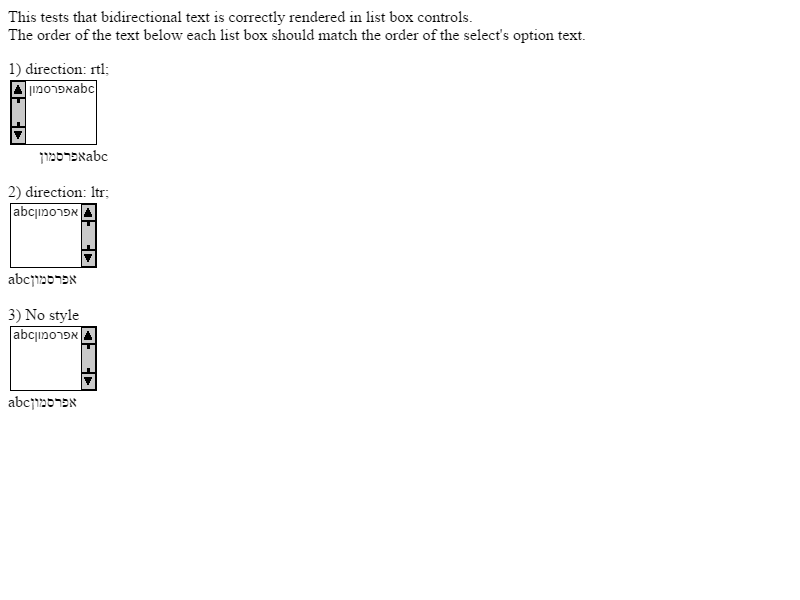 This tests that bidirectional text is correctly rendered in list box controls.
The order of the text below each list box should match the order of the select's option text.
1) direction: rtl;
abcאפרסמון
abcאפרסמון
2) direction: ltr;
abcאפרסמון
abcאפרסמון
3) No style
abcאפרסמון
abcאפרסמון